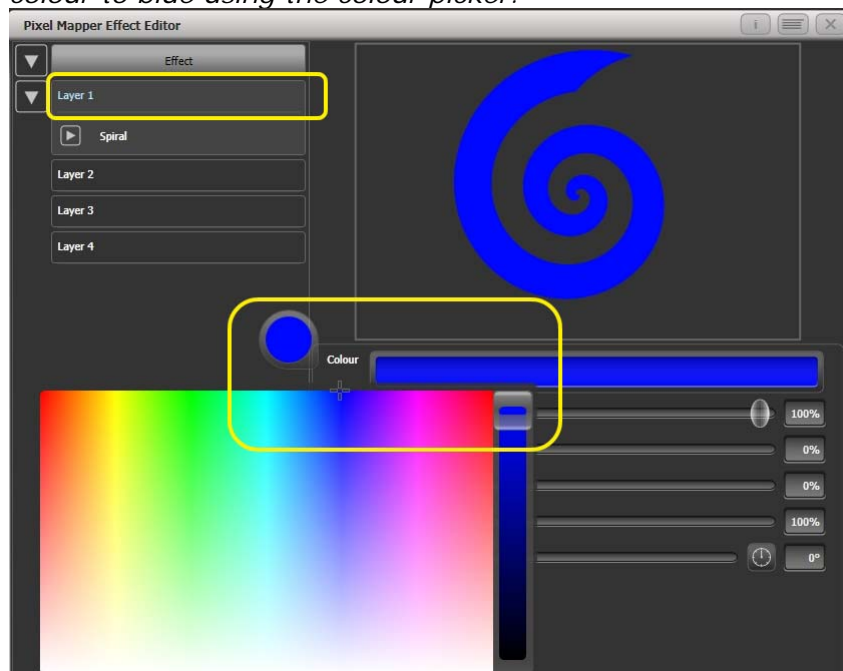 colour to blue using the colour picker.
Pixel Mapper Effect Editor
i
Effect
Layer 1
Spiral
Layer 2
Layer 3
Layer 4
Colour
100%
0%
0%
100%
0°